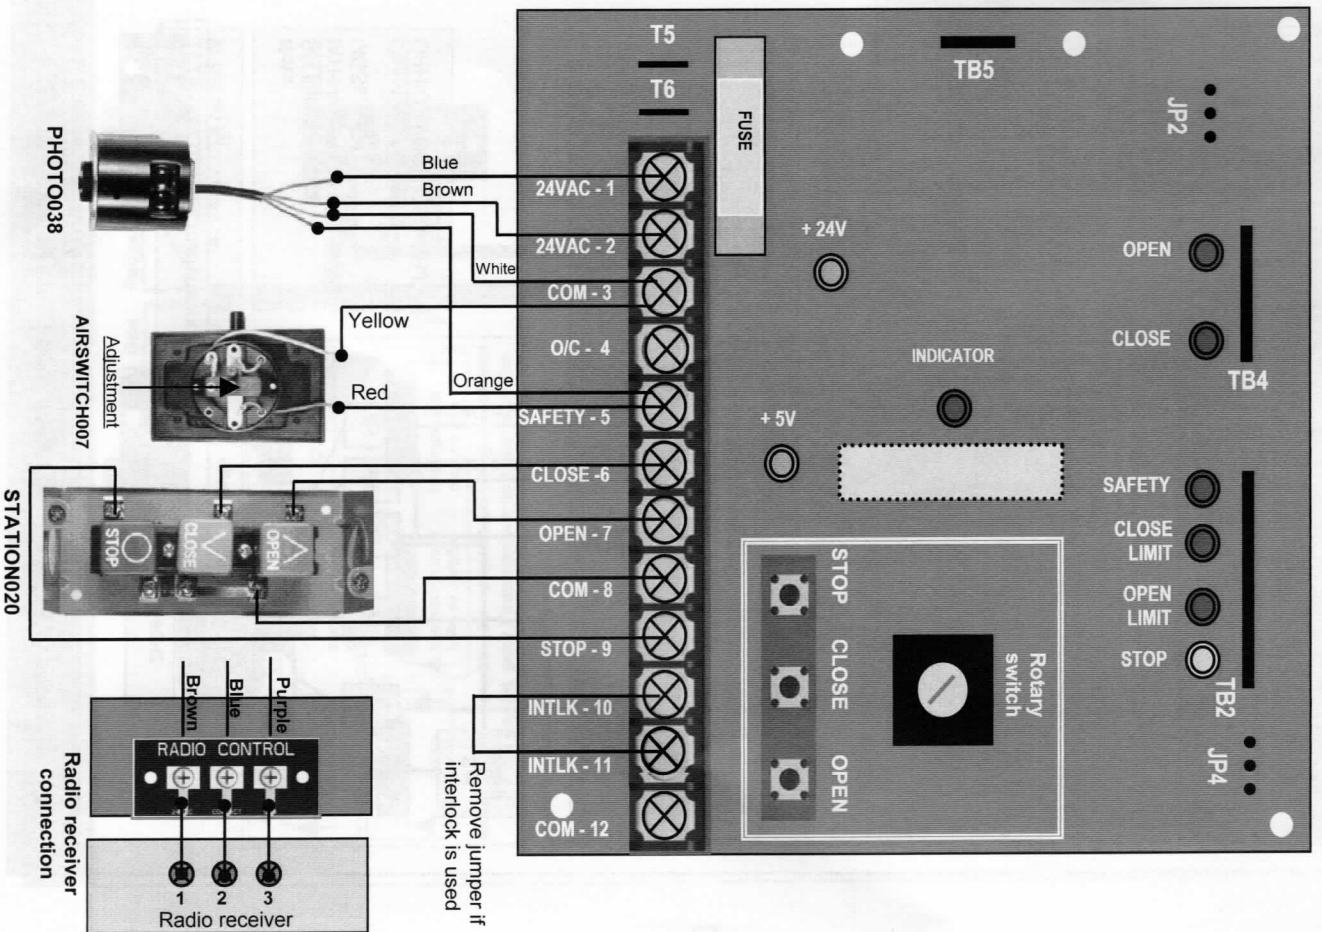 T5
T6
FUSE
TB5
JP2
PHOTO038
Blue
Brown
White
Yellow
Orange
Red
24VAC - 1
24VAC - 2
COM - 3
O/C - 4
SAFETY - 5
CLOSE -6
OPEN - 7
COM - 8
STOP - 9
INTLK - 10
INTLK - 11
COM - 12
+ 24V
+ 5V
INDICATOR
OPEN
CLOSE
TB4
SAFETY
CLOSE
LIMIT
OPEN
LIMIT
STOP
TB2
JP4
AIRSWITCH007
Adjustment
STATION020
STOP
CLOSE
OPEN
STOP
CLOSE
OPEN
Rotary
switch
Brown
Blue
Purple
RADIO CONTROL
Radio receiver
connection
1
2
3
Radio receiver
Remove jumper if
interlock is used